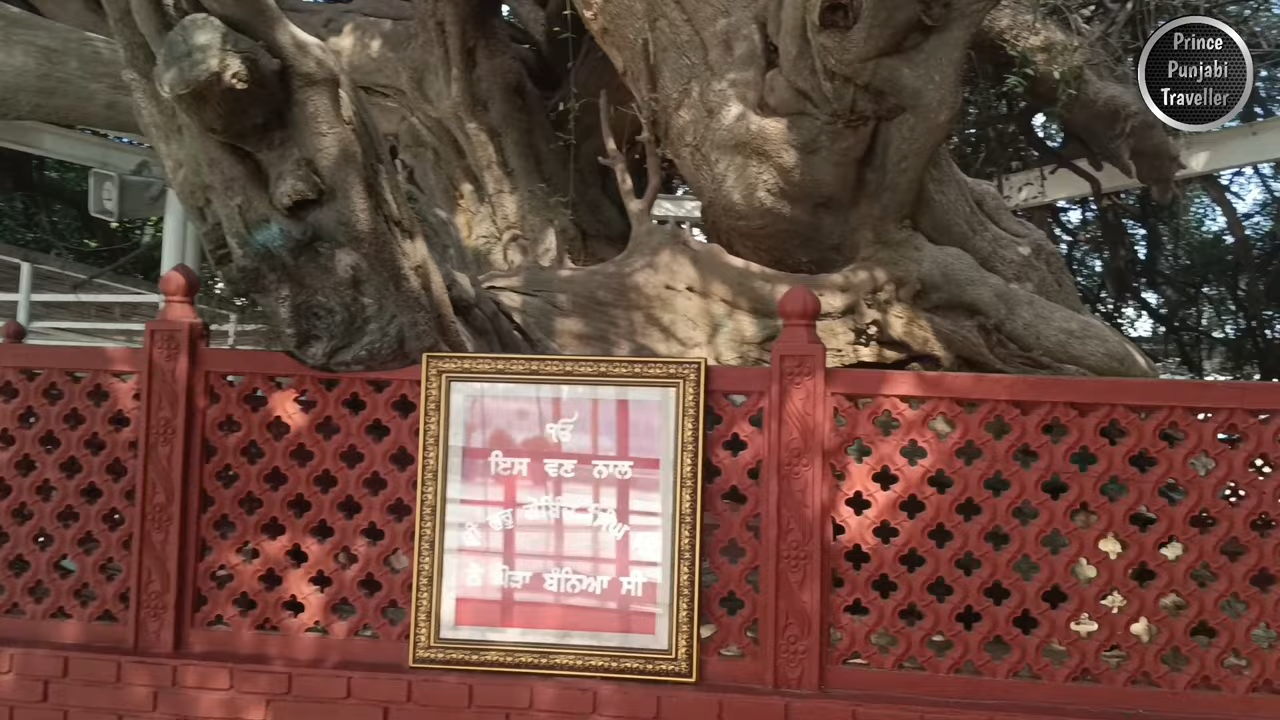 Prince
Punjabi
Traveller
ੴ
ਇਸ ਵਣ ਨਾਲ
ਸ੍ਰੀ ਗੁਰੂ ਗੋਬਿੰਦ ਸਿੰਘ
ਨੇ ਘੋੜਾ ਬੰਨਿਆ ਸੀ